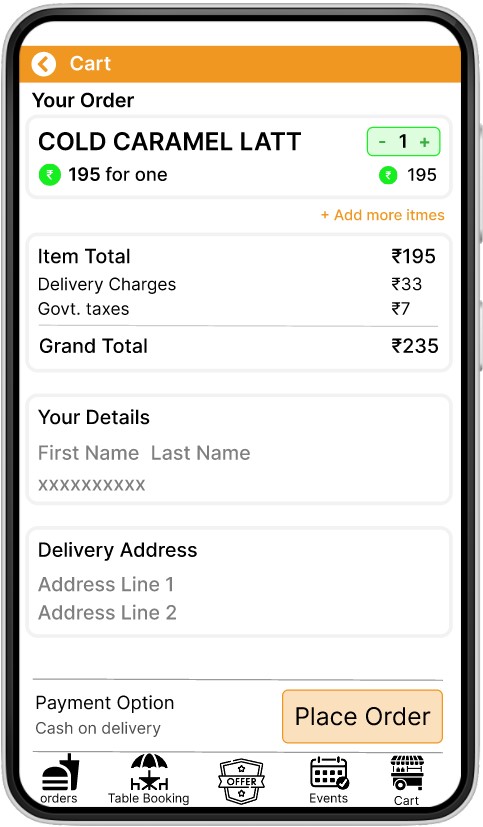 Cart
Your Order
COLD CARAMEL LATT
- 1 +
₹ 195 for one
₹ 195
+ Add more itmes
Item Total ₹195
Delivery Charges ₹33
Govt. taxes ₹7
Grand Total ₹235
Your Details
First Name Last Name
xxxxxxxxxx
Delivery Address
Address Line 1
Address Line 2
Payment Option
Cash on delivery
Place Order
OFFER
orders Table Booking Events Cart